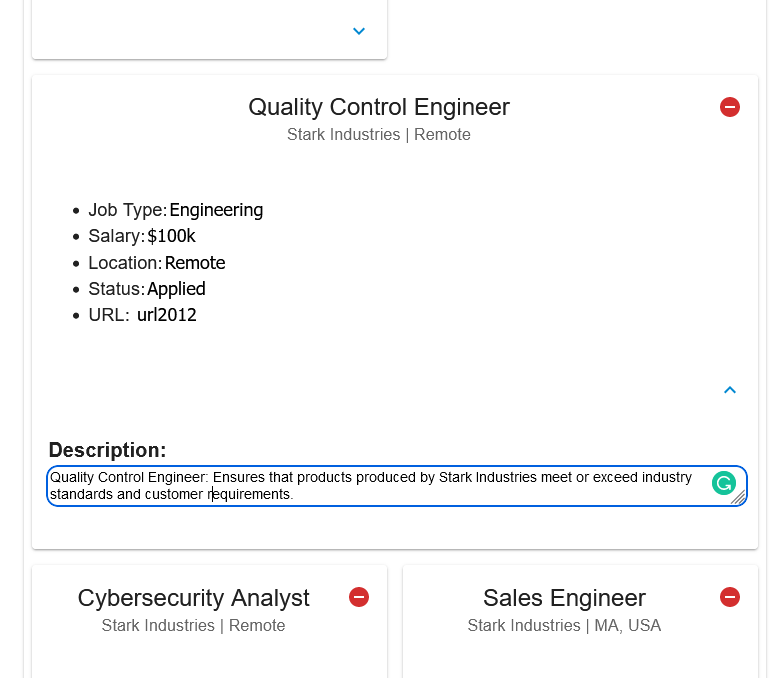 Quality Control Engineer
Stark Industries | Remote
Job Type: Engineering
Salary: $100k
Location: Remote
Status: Applied
URL: url2012
Description:
Quality Control Engineer: Ensures that products produced by Stark Industries meet or exceed industry
standards and customer requirements.
Cybersecurity Analyst
Stark Industries | Remote
Sales Engineer
Stark Industries | MA, USA